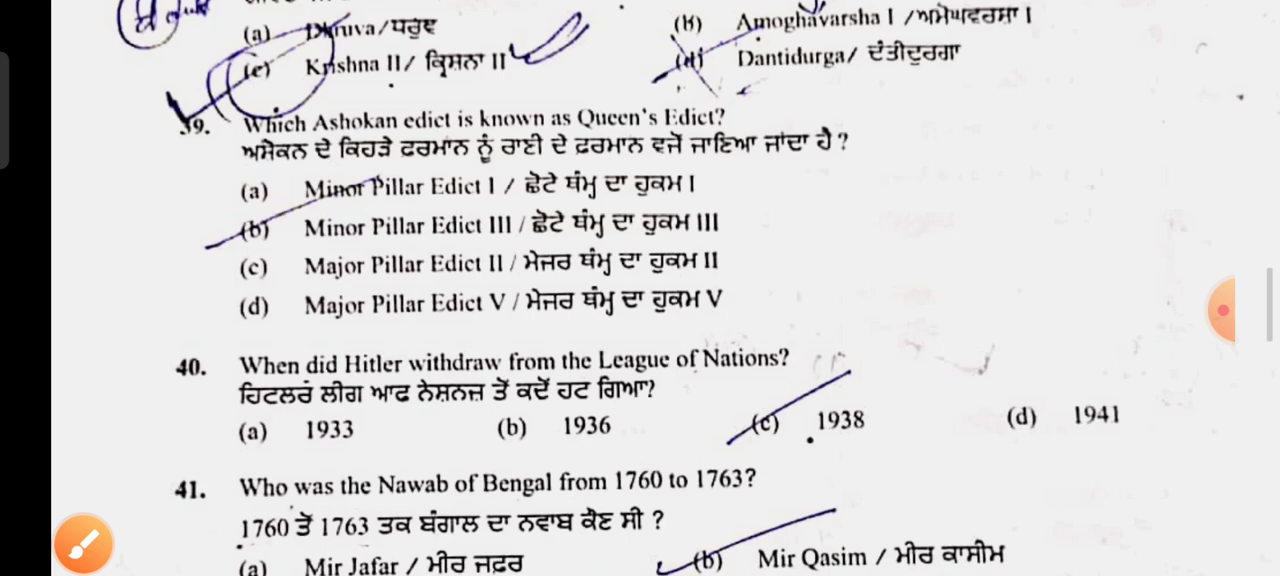 (a) Dhruva/ਧਰੁਵ (b) Amoghavarsha I /ਅਮੋਘਵਰਸ਼ਾ I
(c) Krishna II/ ਕ੍ਰਿਸ਼ਨਾ II (d) Dantidurga/ ਦੰਤੀਦੁਰਗਾ
39. Which Ashokan edict is known as Queen's Edict?
ਅਸ਼ੋਕਨ ਦੇ ਕਿਹੜੇ ਫ਼ਰਮਾਨ ਨੂੰ ਰਾਣੀ ਦੇ ਫ਼ਰਮਾਨ ਵਜੋਂ ਜਾਣਿਆ ਜਾਂਦਾ ਹੈ ?
(a) Minor Pillar Edict I / ਛੋਟੇ ਥੰਮ੍ਹ ਦਾ ਹੁਕਮ I
(b) Minor Pillar Edict III / ਛੋਟੇ ਥੰਮ੍ਹ ਦਾ ਹੁਕਮ III
(c) Major Pillar Edict II / ਮੇਜਰ ਥੰਮ੍ਹ ਦਾ ਹੁਕਮ II
(d) Major Pillar Edict V / ਮੇਜਰ ਥੰਮ੍ਹ ਦਾ ਹੁਕਮ V
40. When did Hitler withdraw from the League of Nations?
ਹਿਟਲਰ ਲੀਗ ਆਫ ਨੇਸ਼ਨਜ਼ ਤੋਂ ਕਦੋਂ ਹਟ ਗਿਆ?
(a) 1933 (b) 1936 (c) 1938 (d) 1941
41. Who was the Nawab of Bengal from 1760 to 1763?
1760 ਤੋਂ 1763 ਤਕ ਬੰਗਾਲ ਦਾ ਨਵਾਬ ਕੌਣ ਸੀ ?
(a) Mir Jafar / ਮੀਰ ਜਫ਼ਰ (b) Mir Qasim / ਮੀਰ ਕਾਸੀਮ